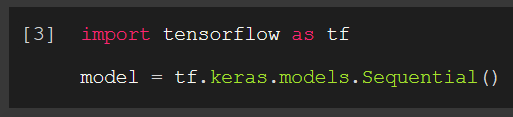 [3] import tensorflow as tf
model = tf.keras.models.Sequential()